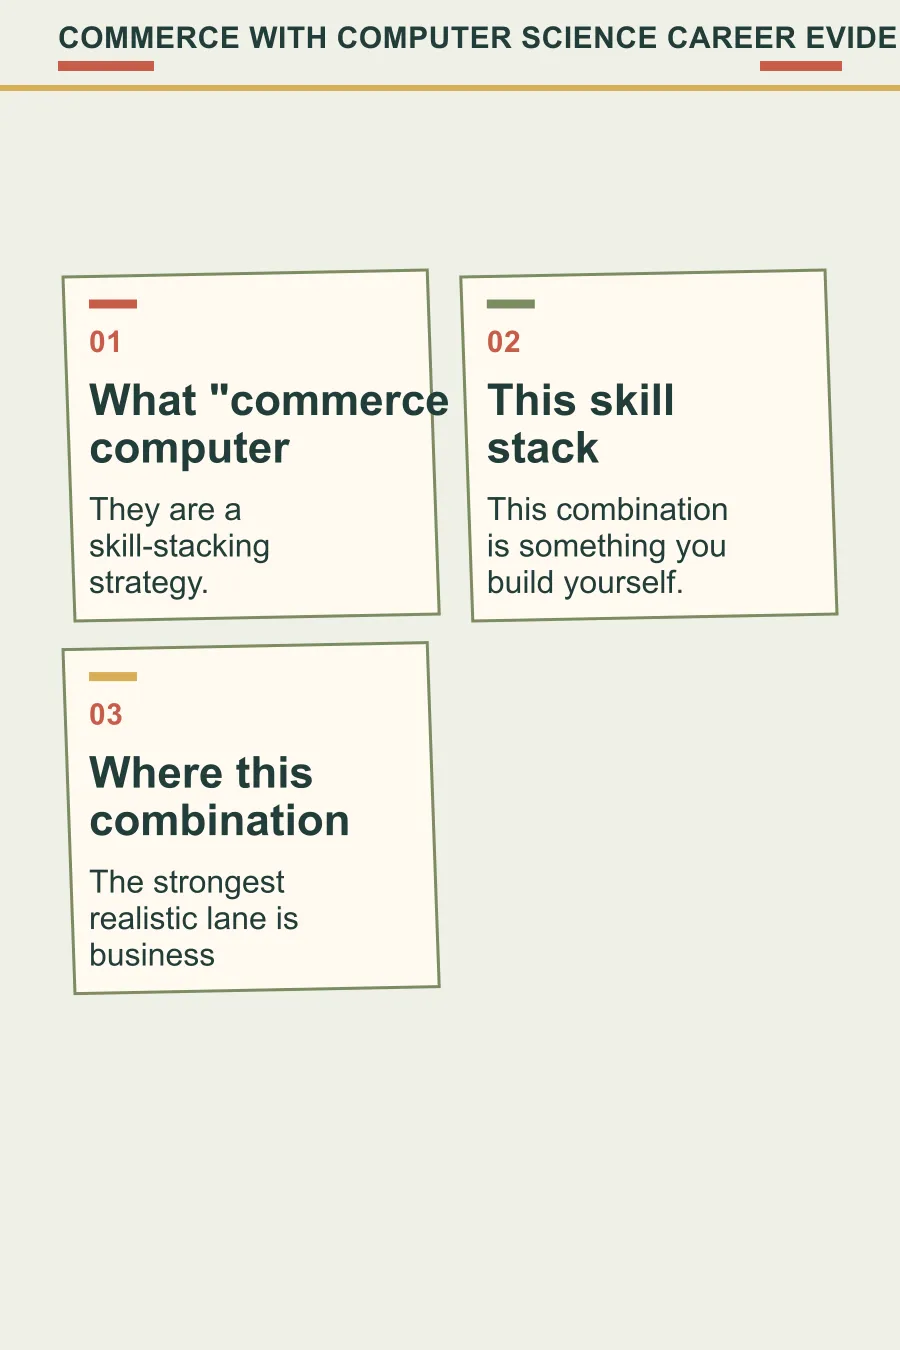 COMMERCE WITH COMPUTER SCIENCE CAREER EVIDE
01
What "commerce
computer
They are a
skill-stacking
strategy.
02
This skill
stack
This combination
is something you
build yourself.
03
Where this
combination
The strongest
realistic lane is
business